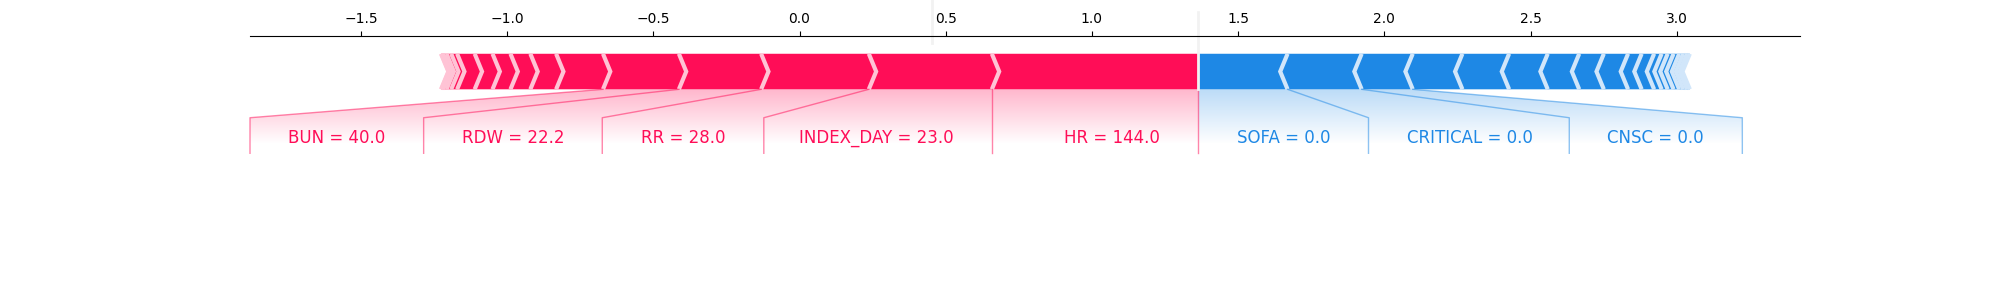 −1.5 −1.0 −0.5 0.0 0.5 1.0 1.5 2.0 2.5 3.0
BUN = 40.0 RDW = 22.2 RR = 28.0 INDEX_DAY = 23.0 HR = 144.0 SOFA = 0.0 CRITICAL = 0.0 CNSC = 0.0